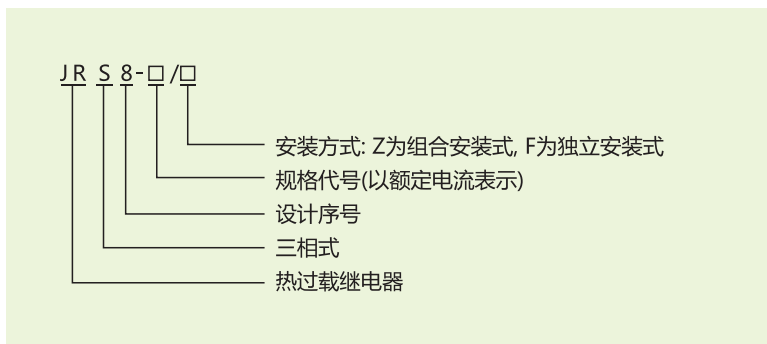 JR S 8-□/□
安装方式: Z为组合安装式, F为独立安装式
规格代号(以额定电流表示)
设计序号
三相式
热过载继电器